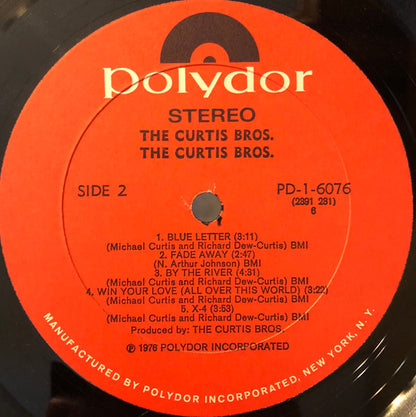 polydor
STEREO
THE CURTIS BROS.
THE CURTIS BROS.
SIDE 2
PD-1-6076
(2391 231)
6
1. BLUE LETTER (3:11)
(Michael Curtis and Richard Dew-Curtis) BMI
2. FADE AWAY (2:47)
(N. Arthur Johnson) BMI
3. BY THE RIVER (4:31)
(Michael Curtis and Richard Dew-Curtis) BMI
4. WIN YOUR LOVE (ALL OVER THIS WORLD) (3:22)
(Michael Curtis and Richard Dew-Curtis) BMI
5. X-4 (3:53)
(Michael Curtis and Richard Dew-Curtis) BMI
Produced by: THE CURTIS BROS.
Ⓟ 1976 POLYDOR INCORPORATED
MANUFACTURED BY POLYDOR INCORPORATED, NEW YORK, N.Y.